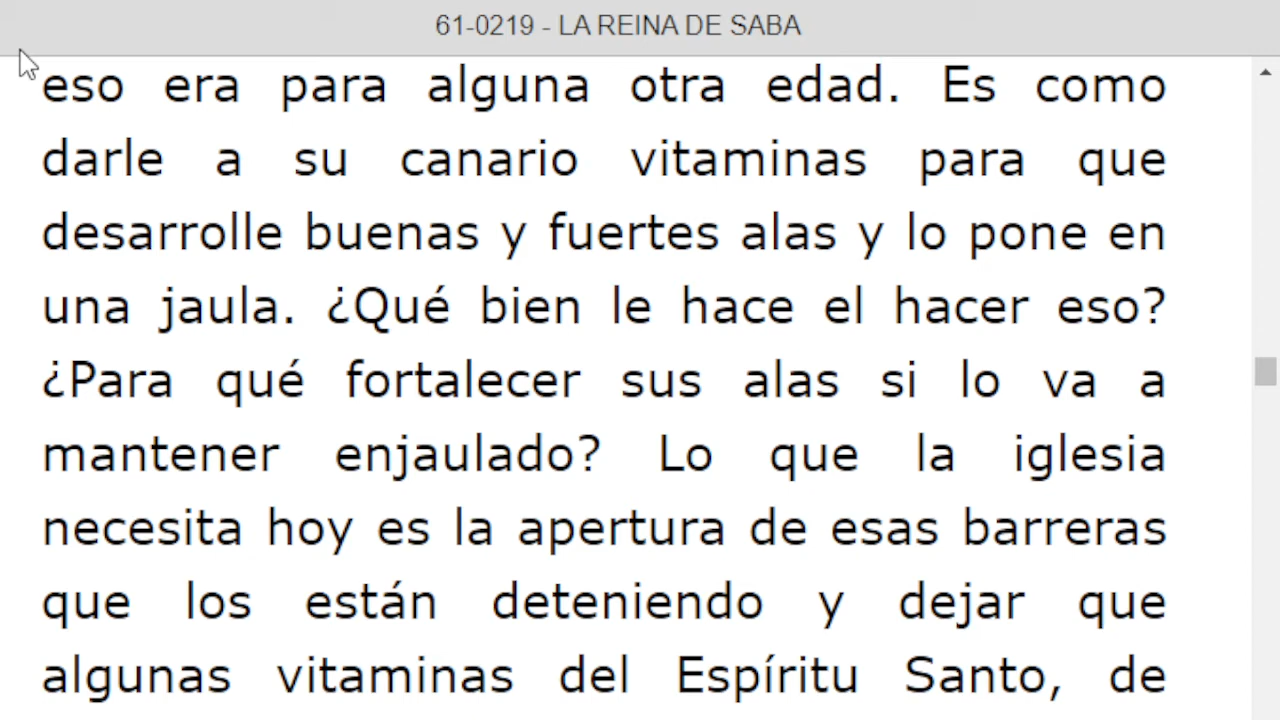 61-0219 - LA REINA DE SABA
eso era para alguna otra edad. Es como
darle a su canario vitaminas para que
desarrolle buenas y fuertes alas y lo pone en
una jaula. ¿Qué bien le hace el hacer eso?
¿Para qué fortalecer sus alas si lo va a
mantener enjaulado? Lo que la iglesia
necesita hoy es la apertura de esas barreras
que los están deteniendo y dejar que
algunas vitaminas del Espíritu Santo, de